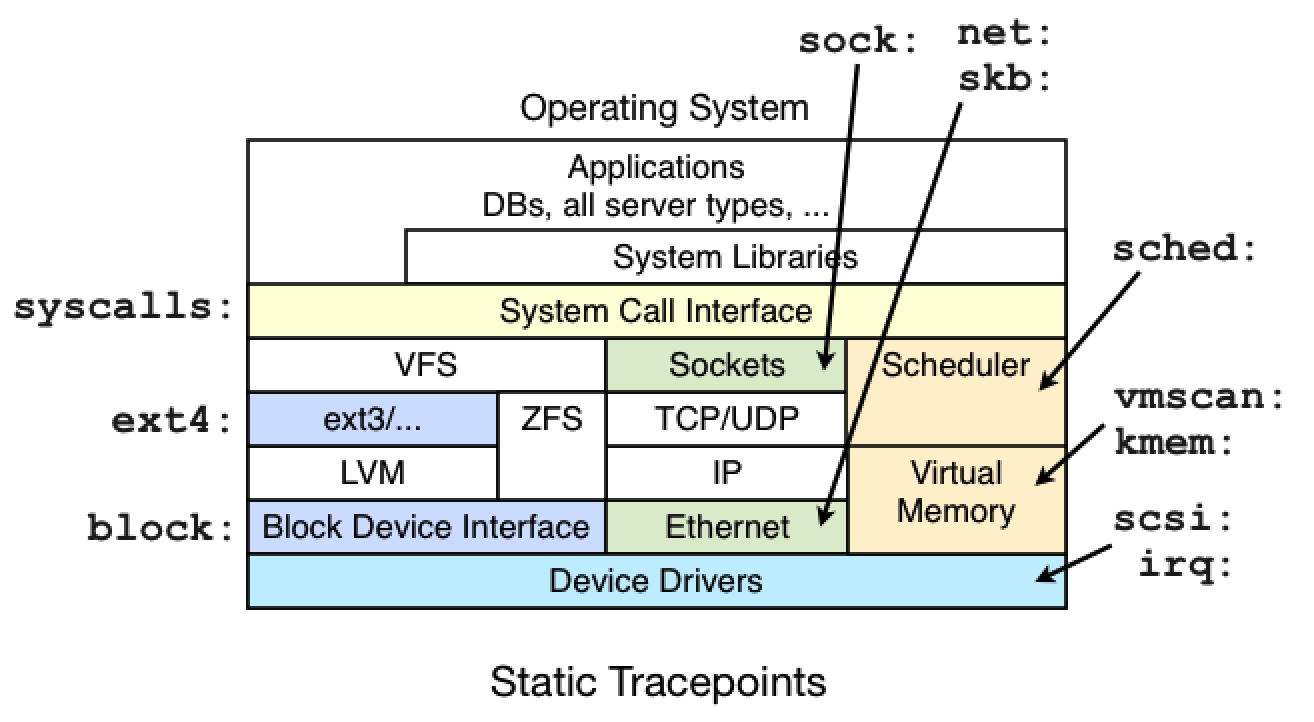 sock:
net:
skb:
Operating System
Applications
DBs, all server types, ...
System Libraries
sched:
syscalls:
System Call Interface
VFS
Sockets
Scheduler
vmscan:
kmem:
ext4:
ext3/...
ZFS
TCP/UDP
LVM
IP
Virtual
Memory
scsi:
irq:
block:
Block Device Interface
Ethernet
Device Drivers
Static Tracepoints